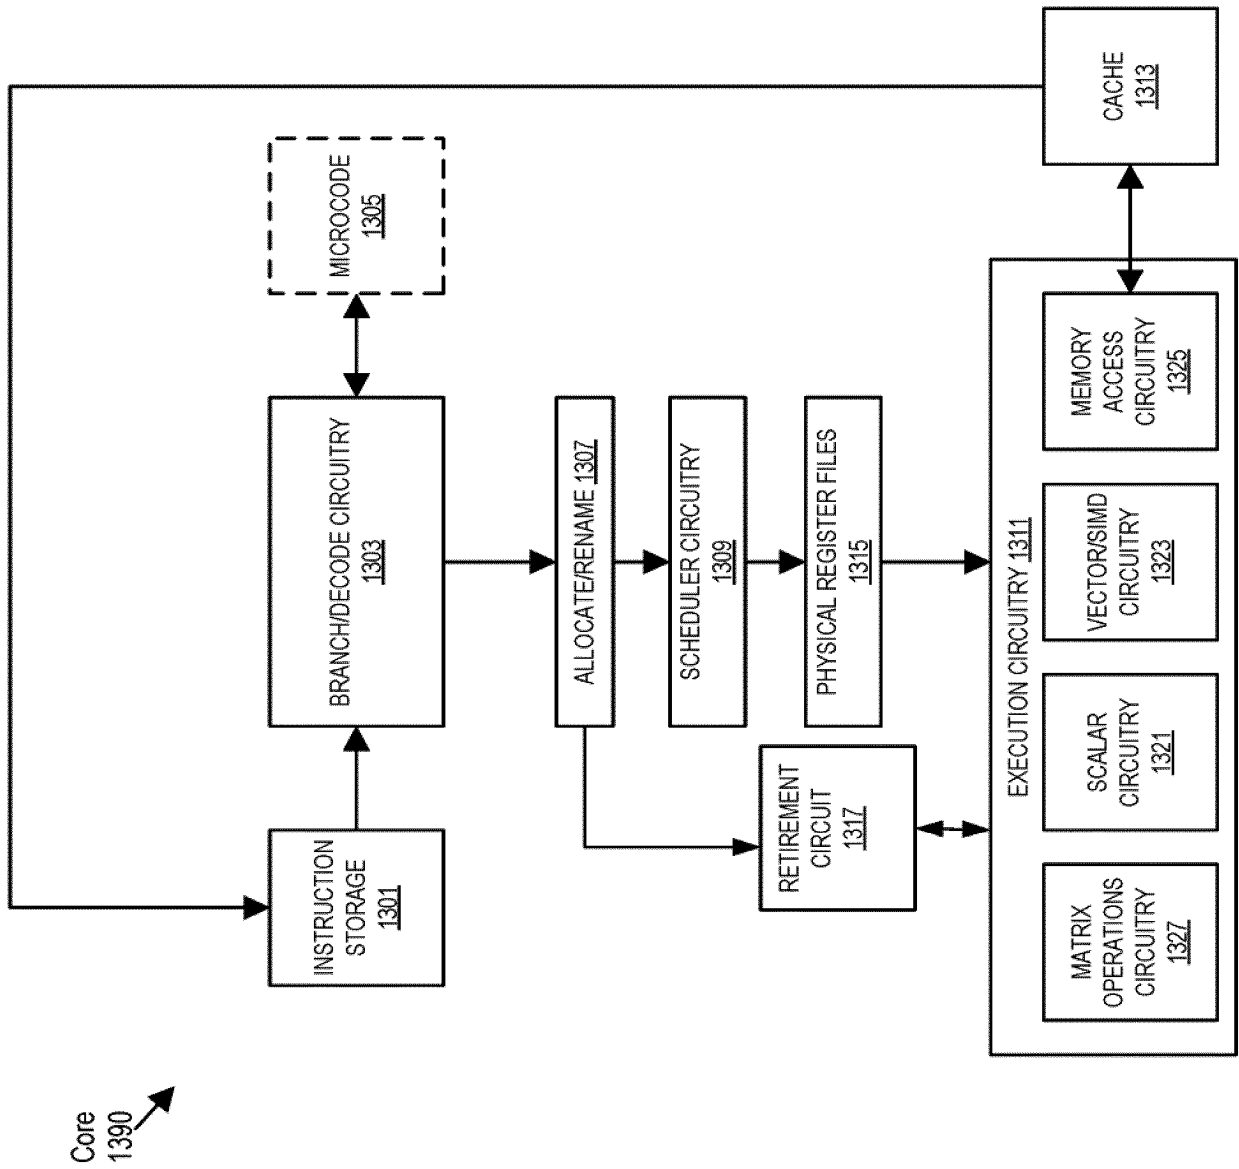 Core
1390
INSTRUCTION
STORAGE
1301
BRANCH/DECODE CIRCUITRY
1303
MICROCODE
1305
ALLOCATE/RENAME 1307
SCHEDULER CIRCUITRY
1309
PHYSICAL REGISTER FILES
1315
RETIREMENT
CIRCUIT
1317
EXECUTION CIRCUITRY 1311
MATRIX
OPERATIONS
CIRCUITRY
1327
SCALAR
CIRCUITRY
1321
VECTOR/SIMD
CIRCUITRY
1323
MEMORY
ACCESS
CIRCUITRY
1325
CACHE
1313